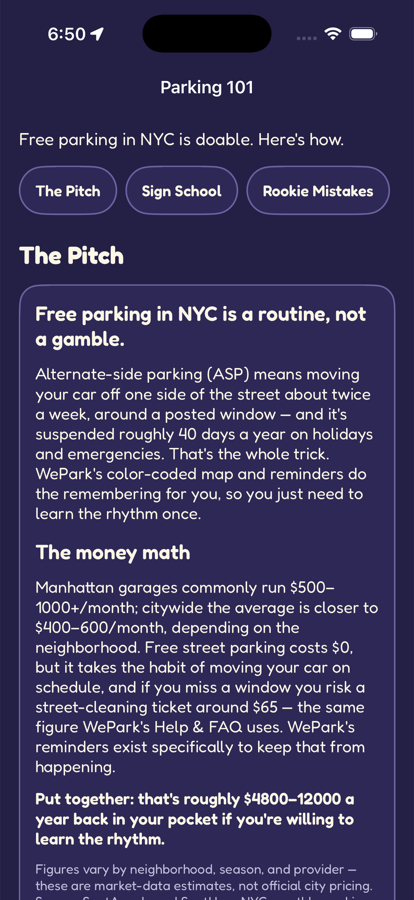 6:50
Parking 101
Free parking in NYC is doable. Here's how.
The Pitch
Sign School
Rookie Mistakes
The Pitch
Free parking in NYC is a routine, not
a gamble.
Alternate-side parking (ASP) means moving
your car off one side of the street about twice
a week, around a posted window — and it's
suspended roughly 40 days a year on holidays
and emergencies. That's the whole trick.
WePark's color-coded map and reminders do
the remembering for you, so you just need to
learn the rhythm once.
The money math
Manhattan garages commonly run $500–
1000+/month; citywide the average is closer to
$400–600/month, depending on the
neighborhood. Free street parking costs $0,
but it takes the habit of moving your car on
schedule, and if you miss a window you risk a
street-cleaning ticket around $65 — the same
figure WePark's Help & FAQ uses. WePark's
reminders exist specifically to keep that from
happening.
Put together: that's roughly $4800–12000 a
year back in your pocket if you're willing to
learn the rhythm.
Figures vary by neighborhood, season, and provider —
these are market-data estimates, not official city pricing.